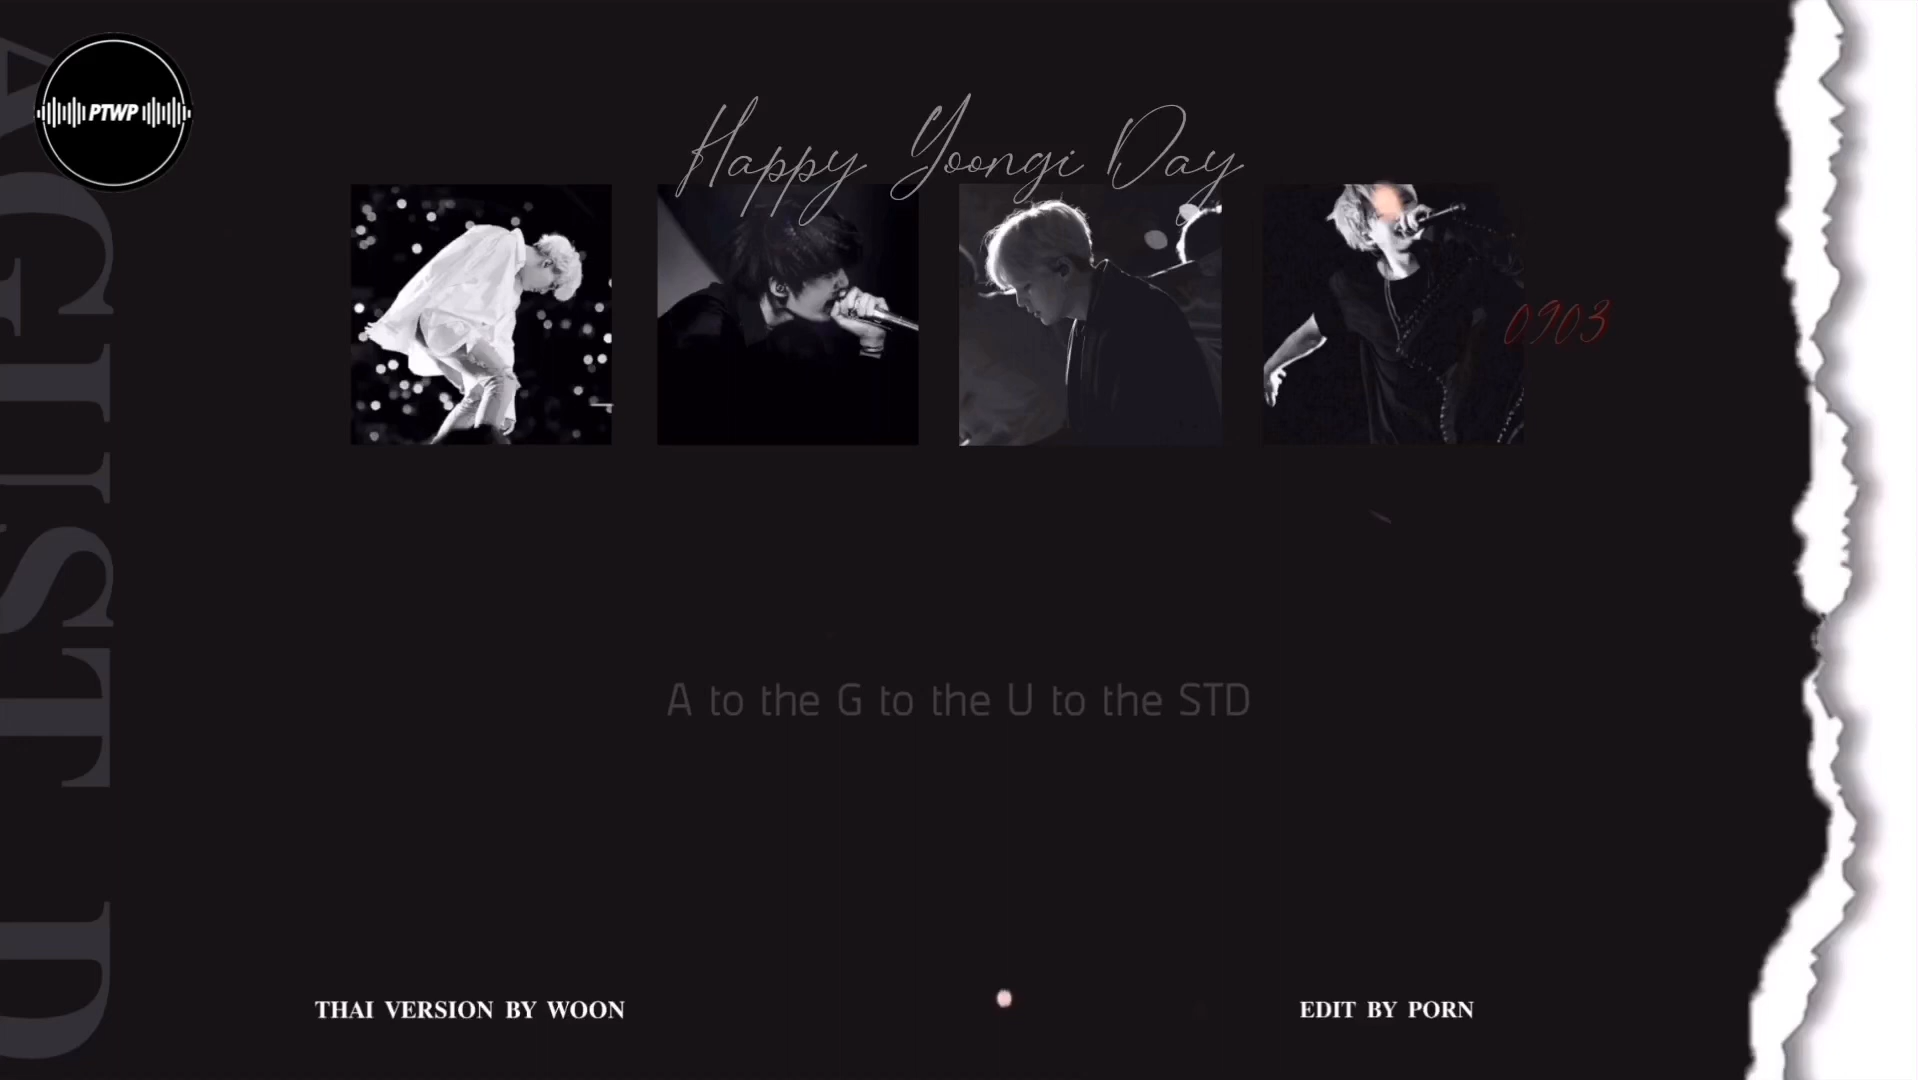 PTWP
AGUST D
Happy Yoongi Day
0903
A to the G to the U to the STD
THAI VERSION BY WOON
EDIT BY PORN